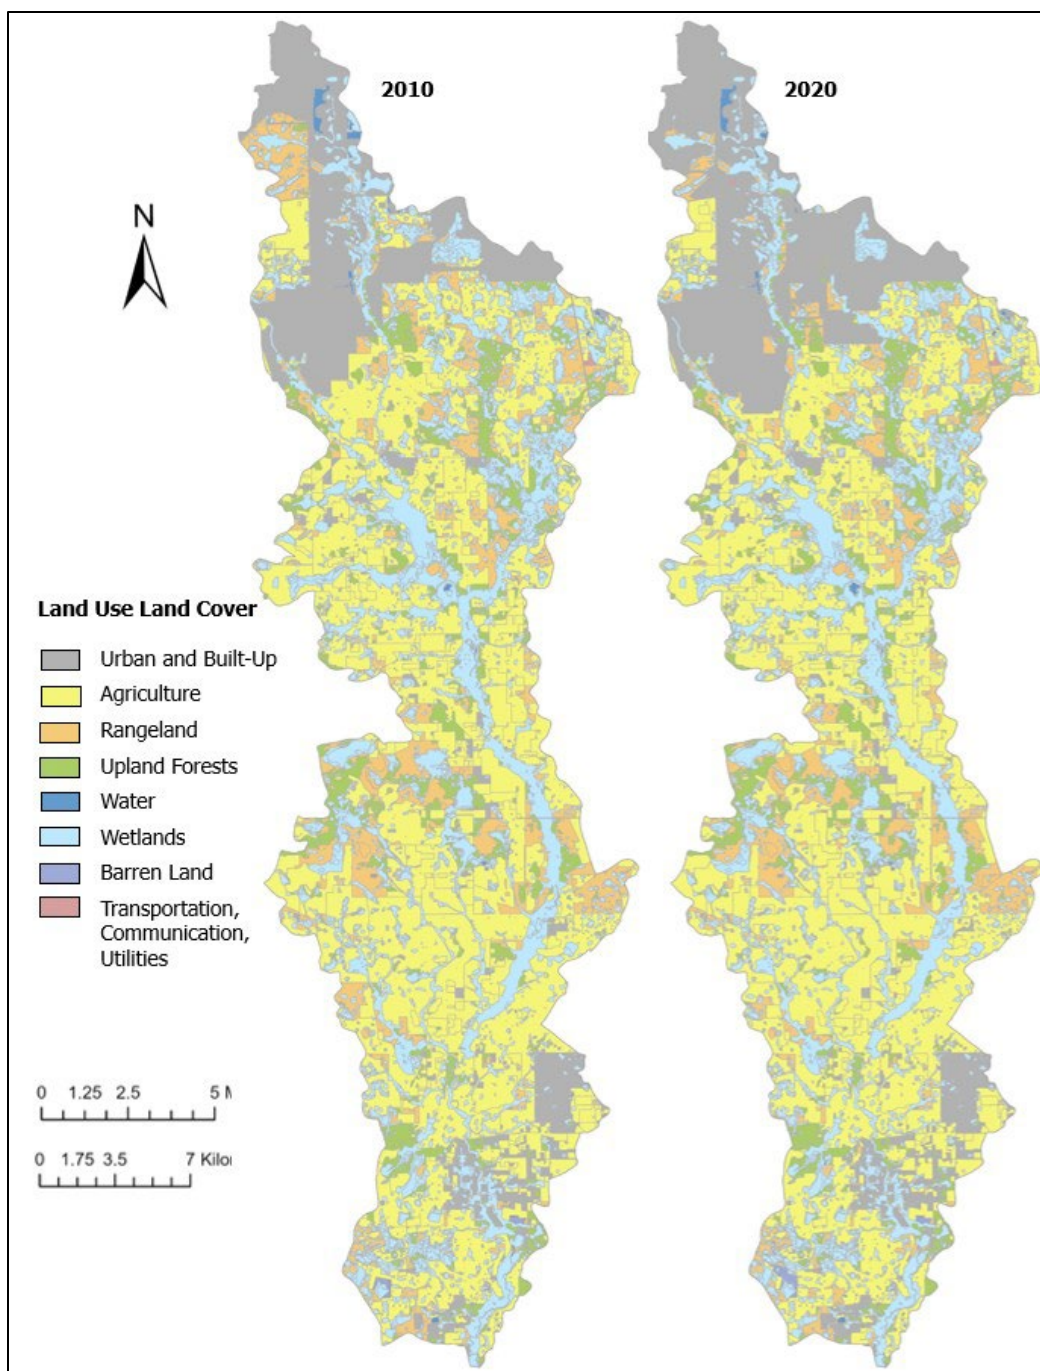 2010
2020
N
Land Use Land Cover
Urban and Built-Up
Agriculture
Rangeland
Upland Forests
Water
Wetlands
Barren Land
Transportation,
Communication,
Utilities
0 1.25 2.5 5 M
0 1.75 3.5 7 Kilo